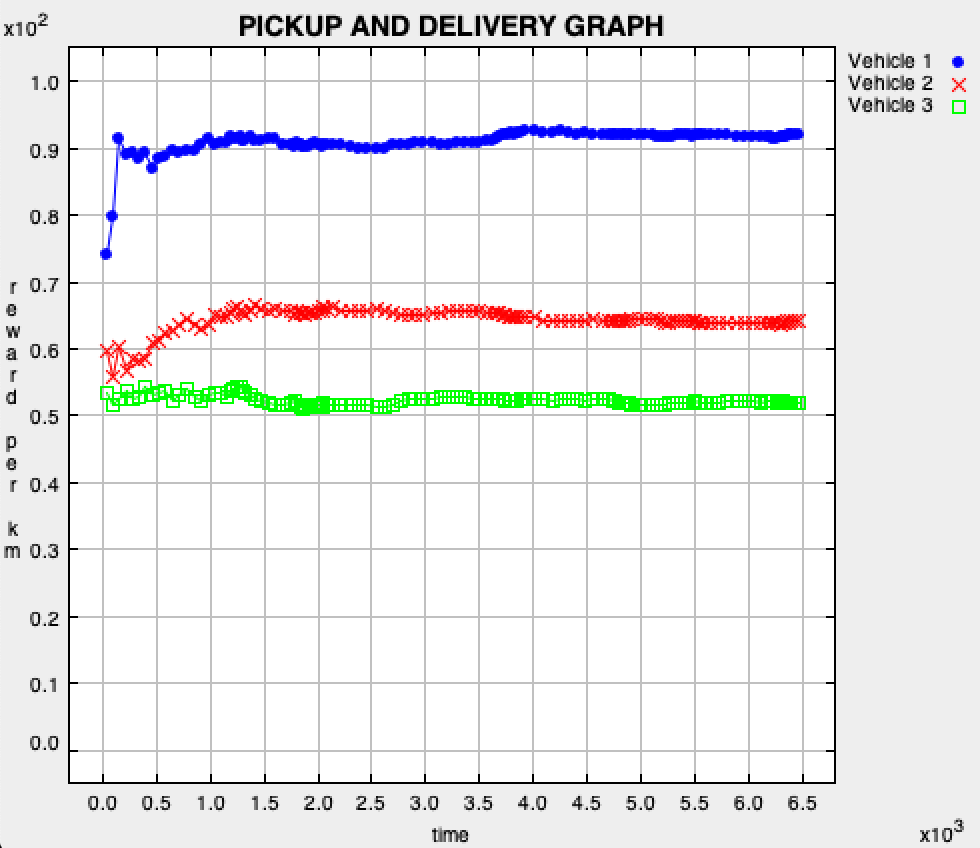 PICKUP AND DELIVERY GRAPH
x10²
Vehicle 1
Vehicle 2
Vehicle 3
reward per km
1.0
0.9
0.8
0.7
0.6
0.5
0.4
0.3
0.2
0.1
0.0
0.0 0.5 1.0 1.5 2.0 2.5 3.0 3.5 4.0 4.5 5.0 5.5 6.0 6.5
time
x10³